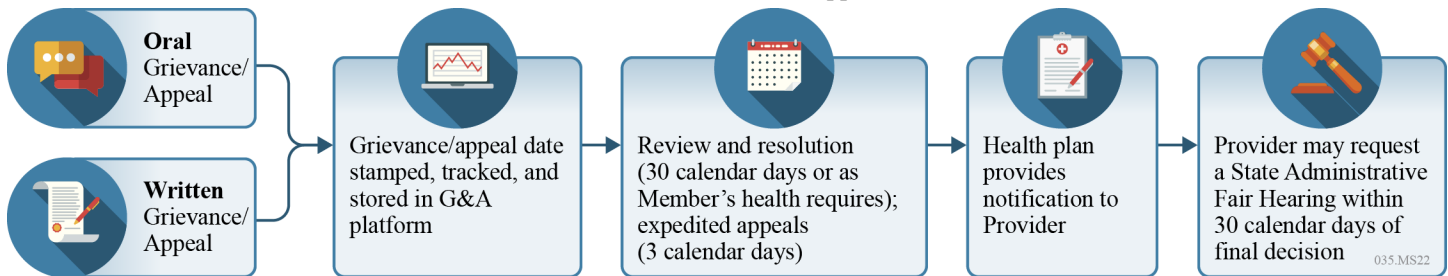 Oral
Grievance/
Appeal
Written
Grievance/
Appeal
Grievance/appeal date
stamped, tracked, and
stored in G&A
platform
Review and resolution
(30 calendar days or as
Member’s health requires);
expedited appeals
(3 calendar days)
Health plan
provides
notification to
Provider
Provider may request
a State Administrative
Fair Hearing within
30 calendar days of
final decision
035.MS22